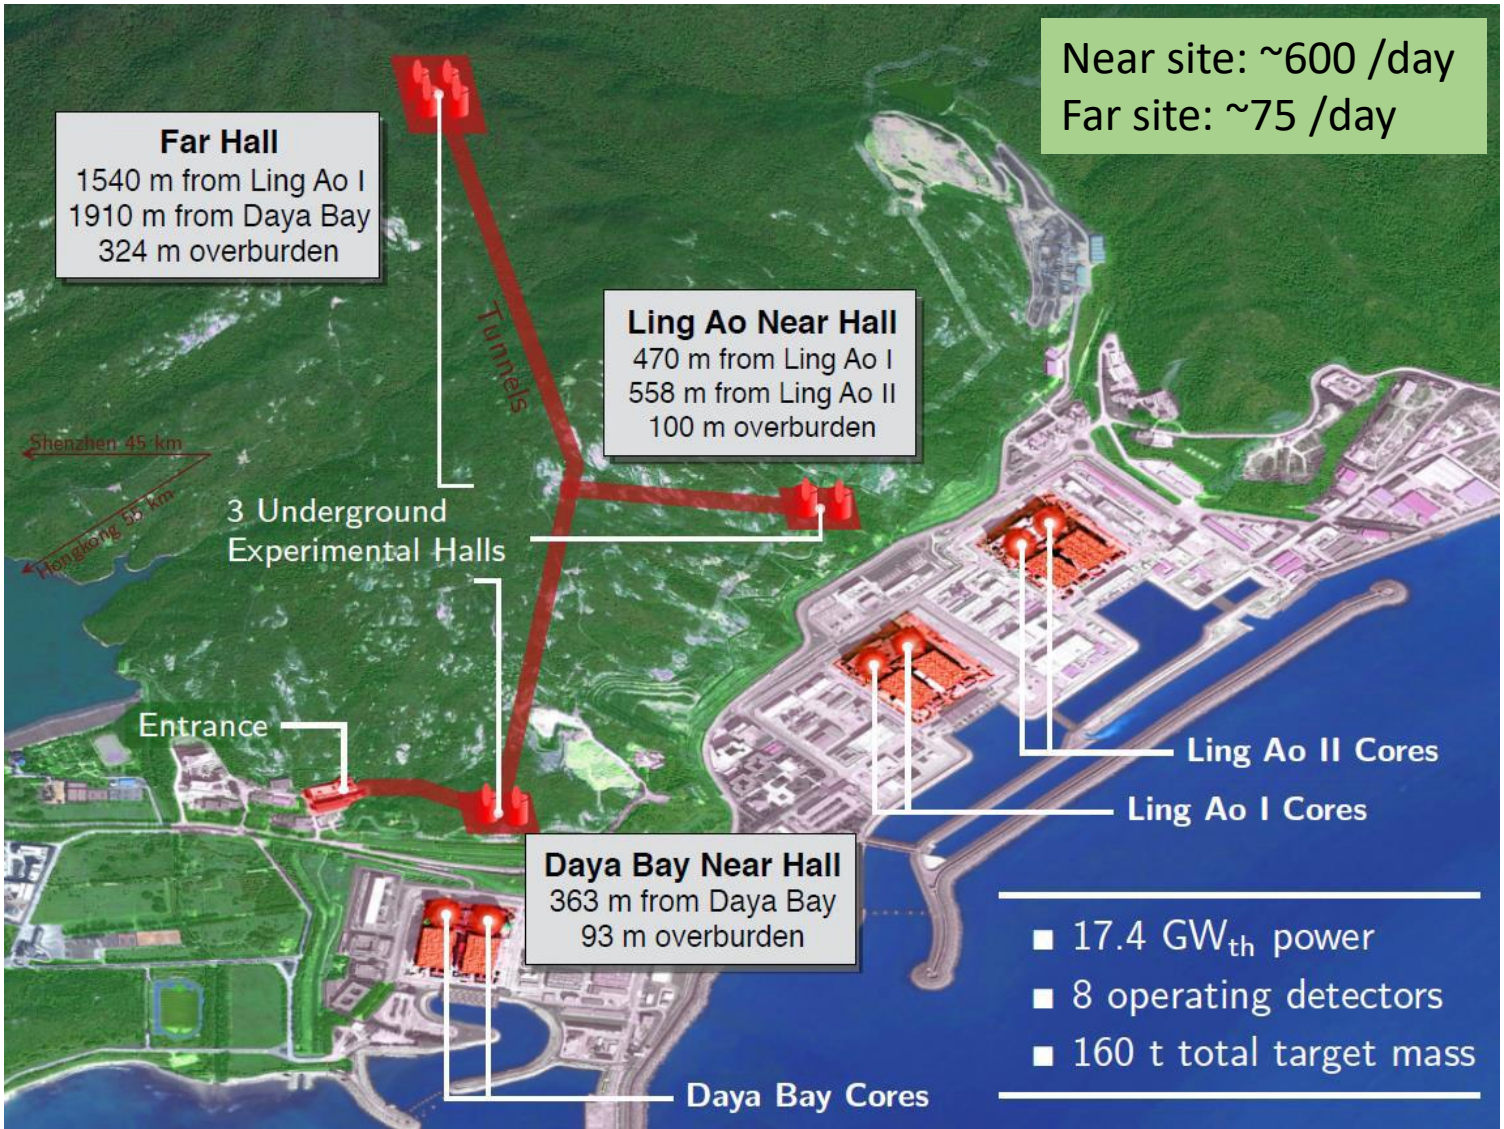 Near site: ~600 /day
Far site: ~75 /day
Far Hall
1540 m from Ling Ao I
1910 m from Daya Bay
324 m overburden
Tunnels
Ling Ao Near Hall
470 m from Ling Ao I
558 m from Ling Ao II
100 m overburden
Shenzhen 45 km
Hongkong 55 km
3 Underground
Experimental Halls
Entrance
Ling Ao II Cores
Ling Ao I Cores
Daya Bay Near Hall
363 m from Daya Bay
93 m overburden
■ 17.4 GWth power
■ 8 operating detectors
■ 160 t total target mass
Daya Bay Cores